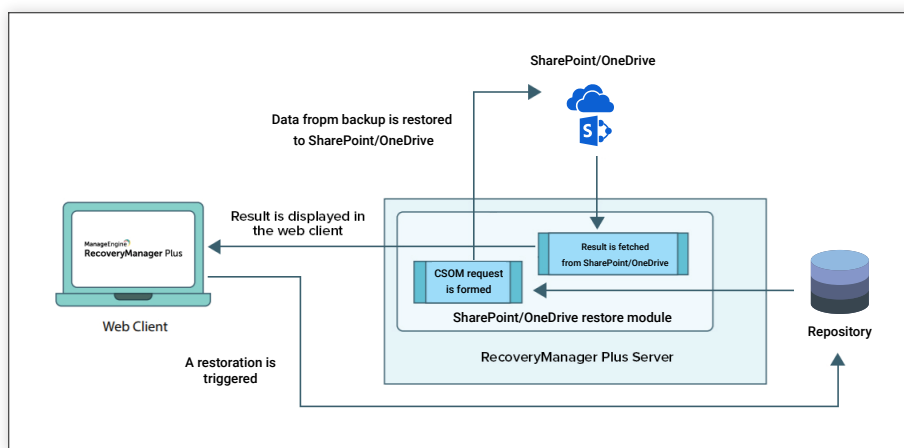 SharePoint/OneDrive
Data fropm backup is restored
to SharePoint/OneDrive
Result is displayed in
the web client
ManageEngine
RecoveryManager Plus
Web Client
Result is fetched
from SharePoint/OneDrive
CSOM request
is formed
SharePoint/OneDrive restore module
RecoveryManager Plus Server
S
Repository
A restoration is
triggered